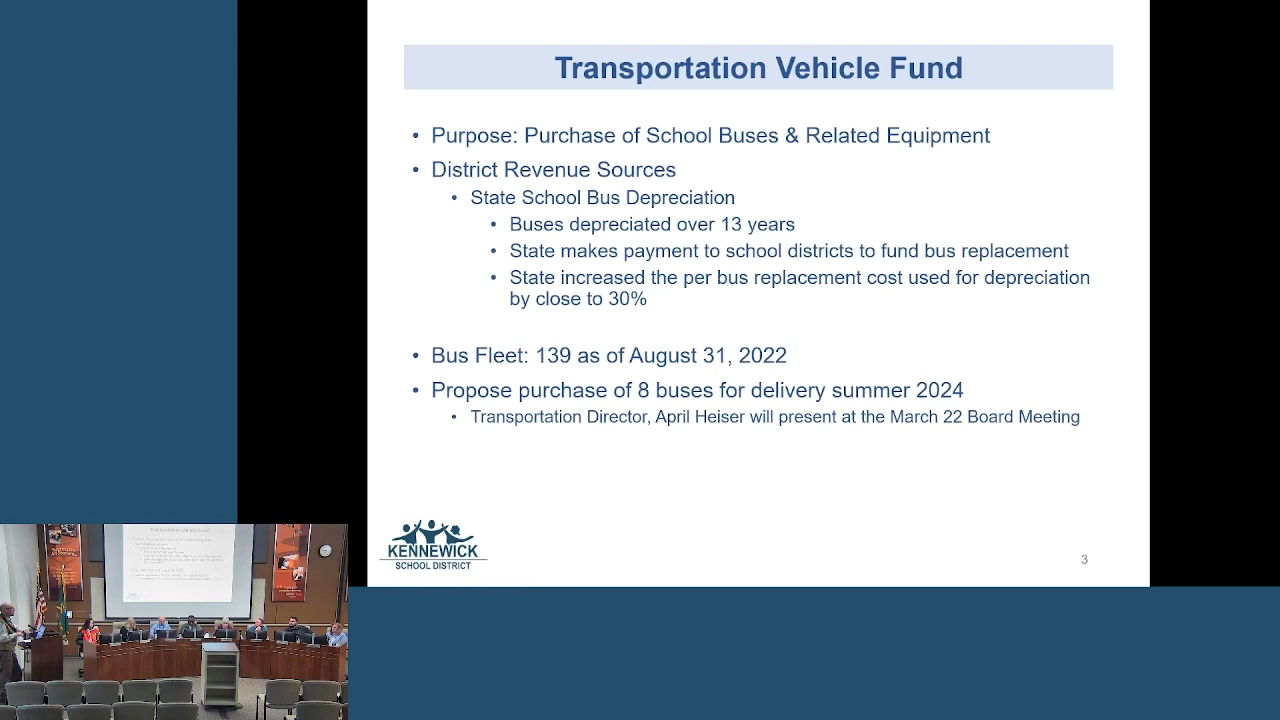 Transportation Vehicle Fund
• Purpose: Purchase of School Buses & Related Equipment
• District Revenue Sources
• State School Bus Depreciation
• Buses depreciated over 13 years
• State makes payment to school districts to fund bus replacement
• State increased the per bus replacement cost used for depreciation
by close to 30%
• Bus Fleet: 139 as of August 31, 2022
• Propose purchase of 8 buses for delivery summer 2024
• Transportation Director, April Heiser will present at the March 22 Board Meeting
KENNEWICK
SCHOOL DISTRICT
3
Transportation Vehicle Fund